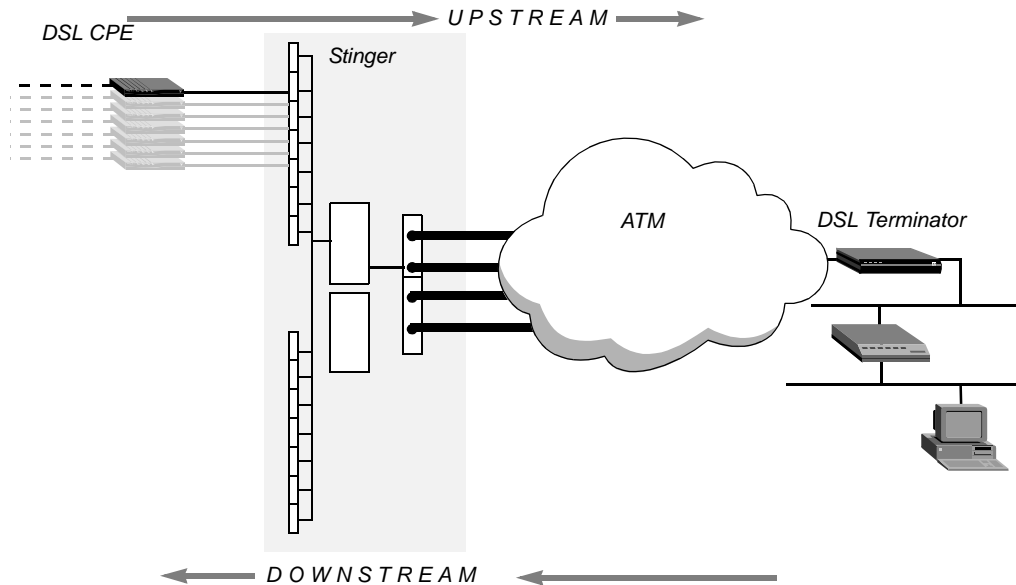 UPSTREAM
DSL CPE
Stinger
ATM
DSL Terminator
DOWNSTREAM